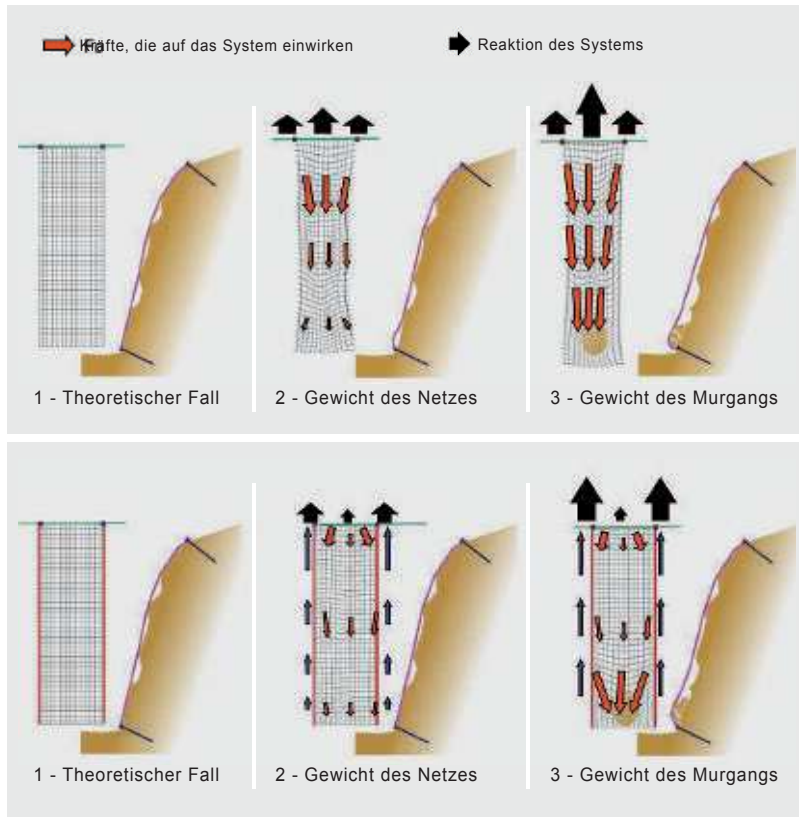 Kräfte, die auf das System einwirken
Reaktion des Systems
1 - Theoretischer Fall
2 - Gewicht des Netzes
3 - Gewicht des Murgangs
1 - Theoretischer Fall
2 - Gewicht des Netzes
3 - Gewicht des Murgangs